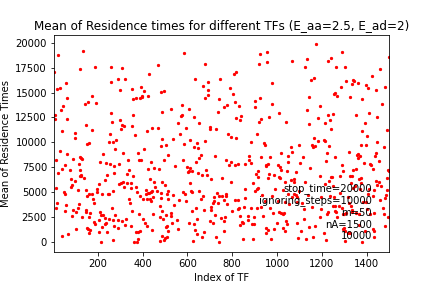 Mean of Residence times for different TFs (E_aa=2.5, E_ad=2)
20000
17500
15000
12500
10000
7500
5000
2500
0
Mean of Residence Times
stop_time=20000
ignoring_steps=10000
m=50
nA=1500
10000
200
400
600
800
1000
1200
1400
Index of TF